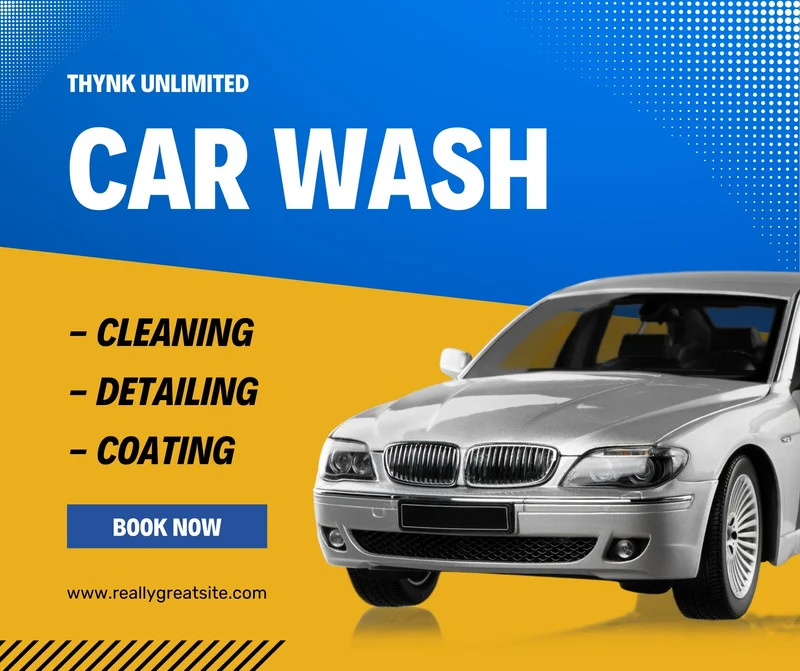 THYNK UNLIMITED
CAR WASH
- CLEANING
- DETAILING
- COATING
BOOK NOW
www.reallygreatsite.com